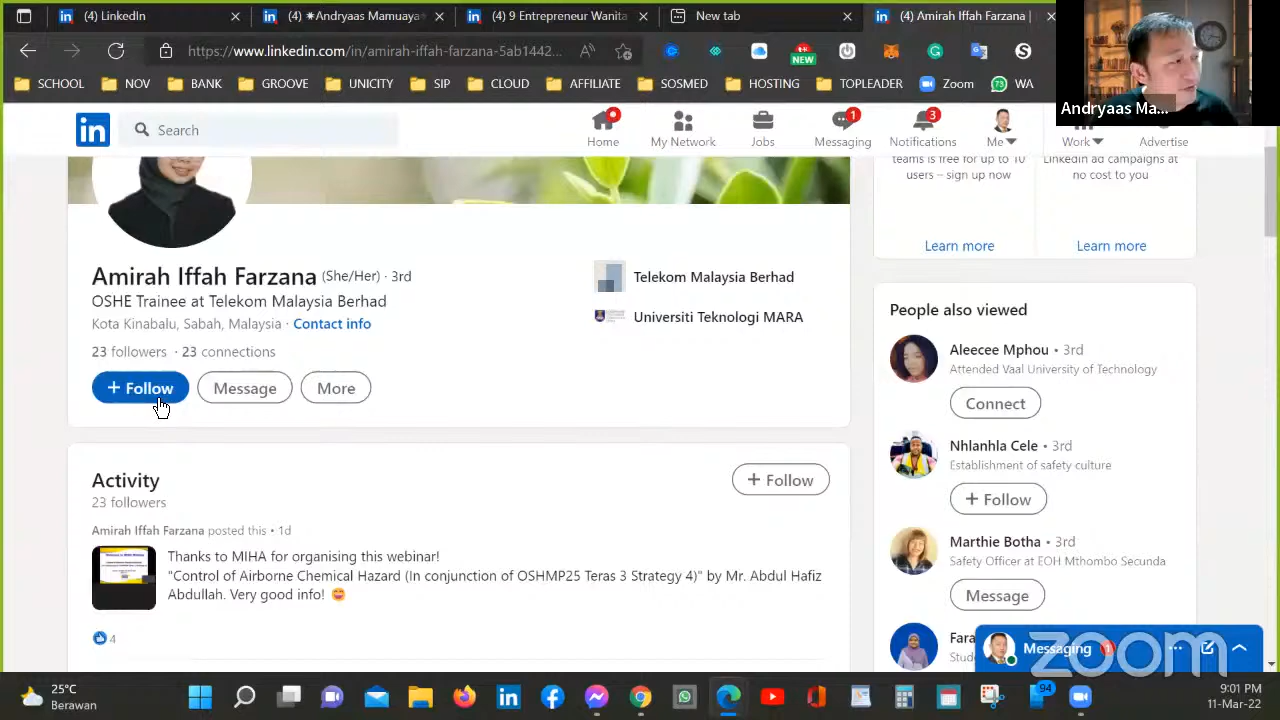 (4) LinkedIn
(4) ✷Andryaas Mamuaya
(4) 9 Entrepreneur Wanita
New tab
(4) Amirah Iffah Farzana |
https://www.linkedin.com/in/amirah-iffah-farzana-5ab1442...
NEW
SCHOOL NOV BANK GROOVE UNICITY SIP CLOUD AFFILIATE SOSMED HOSTING TOPLEADER Zoom WA
Andryaas Ma...
in
Search
Home
My Network
Jobs
1
Messaging
3
Notifications
Me
Work
Advertise
Amirah Iffah Farzana (She/Her) · 3rd
OSHE Trainee at Telekom Malaysia Berhad
Kota Kinabalu, Sabah, Malaysia · Contact info
23 followers · 23 connections
+ Follow
Message
More
Telekom Malaysia Berhad
Universiti Teknologi MARA
Activity
23 followers
+ Follow
Amirah Iffah Farzana posted this • 1d
Thanks to MIHA for organising this webinar!
"Control of Airborne Chemical Hazard (In conjunction of OSHMP25 Teras 3 Strategy 4)" by Mr. Abdul Hafiz
Abdullah. Very good info! 😍
4
teams is free for up to 10
users – sign up now
Learn more
LinkedIn ad campaigns at
no cost to you
Learn more
People also viewed
Aleecee Mphou • 3rd
Attended Vaal University of Technology
Connect
Nhlanhla Cele • 3rd
Establishment of safety culture
+ Follow
Marthie Botha • 3rd
Safety Officer at EOH Mthombo Secunda
Message
Fara
Stude
Messaging
1
zoom
25°C
Berawan
94
9:01 PM
11-Mar-22